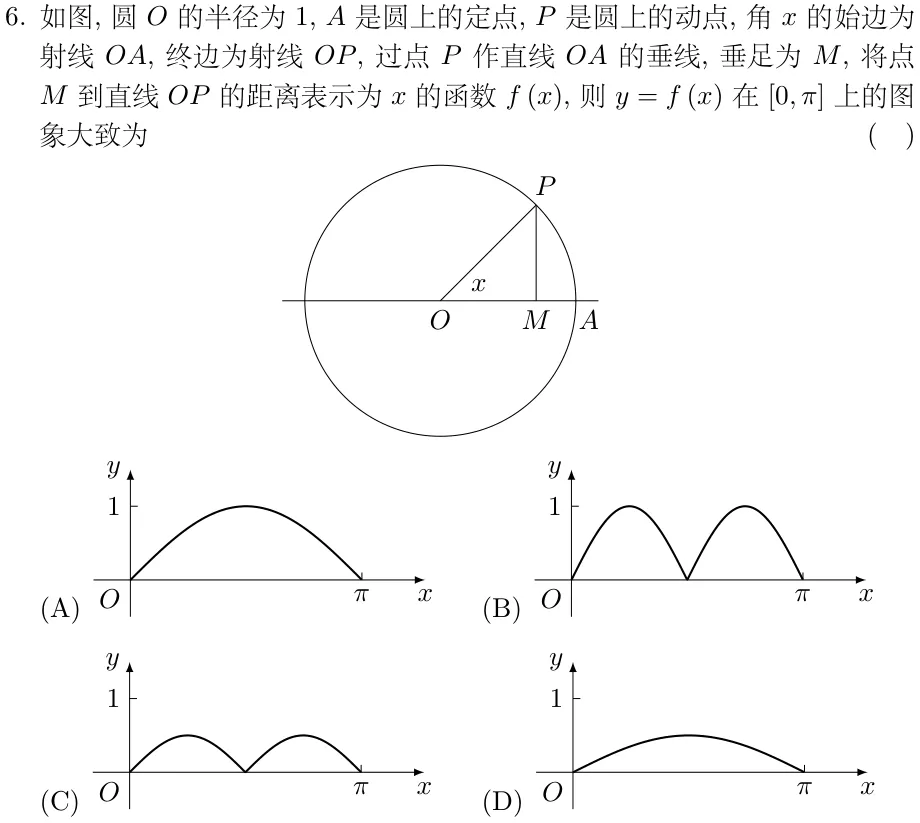 6. 如图, 圆 O 的半径为 1, A 是圆上的定点, P 是圆上的动点, 角 x 的始边为
射线 OA, 终边为射线 OP, 过点 P 作直线 OA 的垂线, 垂足为 M, 将点
M 到直线 OP 的距离表示为 x 的函数 f (x), 则 y = f (x) 在 [0, π] 上的图
象大致为 ( )
P
x
O M A
y
1
(A) O π x
y
1
(B) O π x
y
1
(C) O π x
y
1
(D) O π x